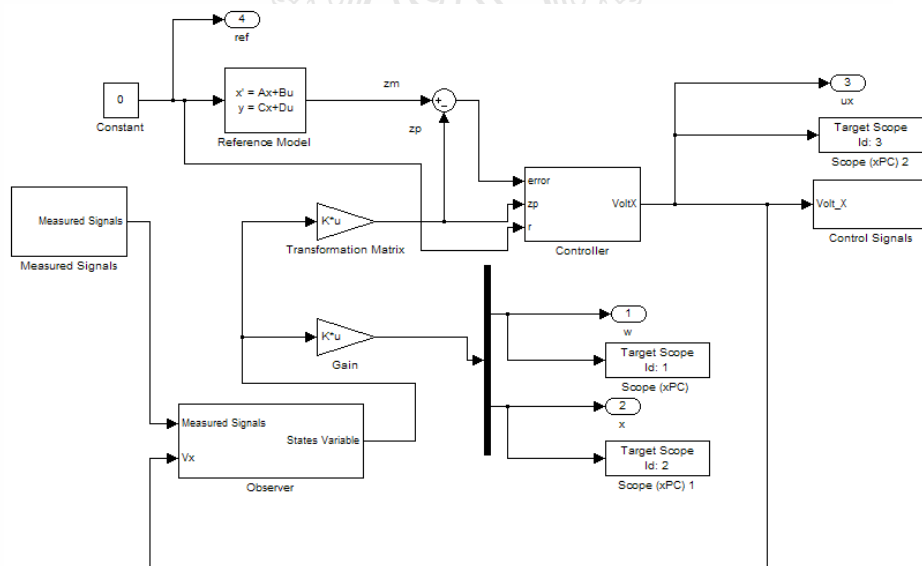 4
ref
0
Constant
x' = Ax+Bu
y = Cx+Du
Reference Model
zm
+
−
zp
error
zp
r
VoltX
Controller
3
ux
Target Scope
Id: 3
Scope (xPC) 2
Volt_X
Control Signals
Measured Signals
Measured Signals
K*u
Transformation Matrix
K*u
Gain
1
w
Target Scope
Id: 1
Scope (xPC)
2
x
Target Scope
Id: 2
Scope (xPC) 1
Measured Signals
Vx
States Variable
Observer